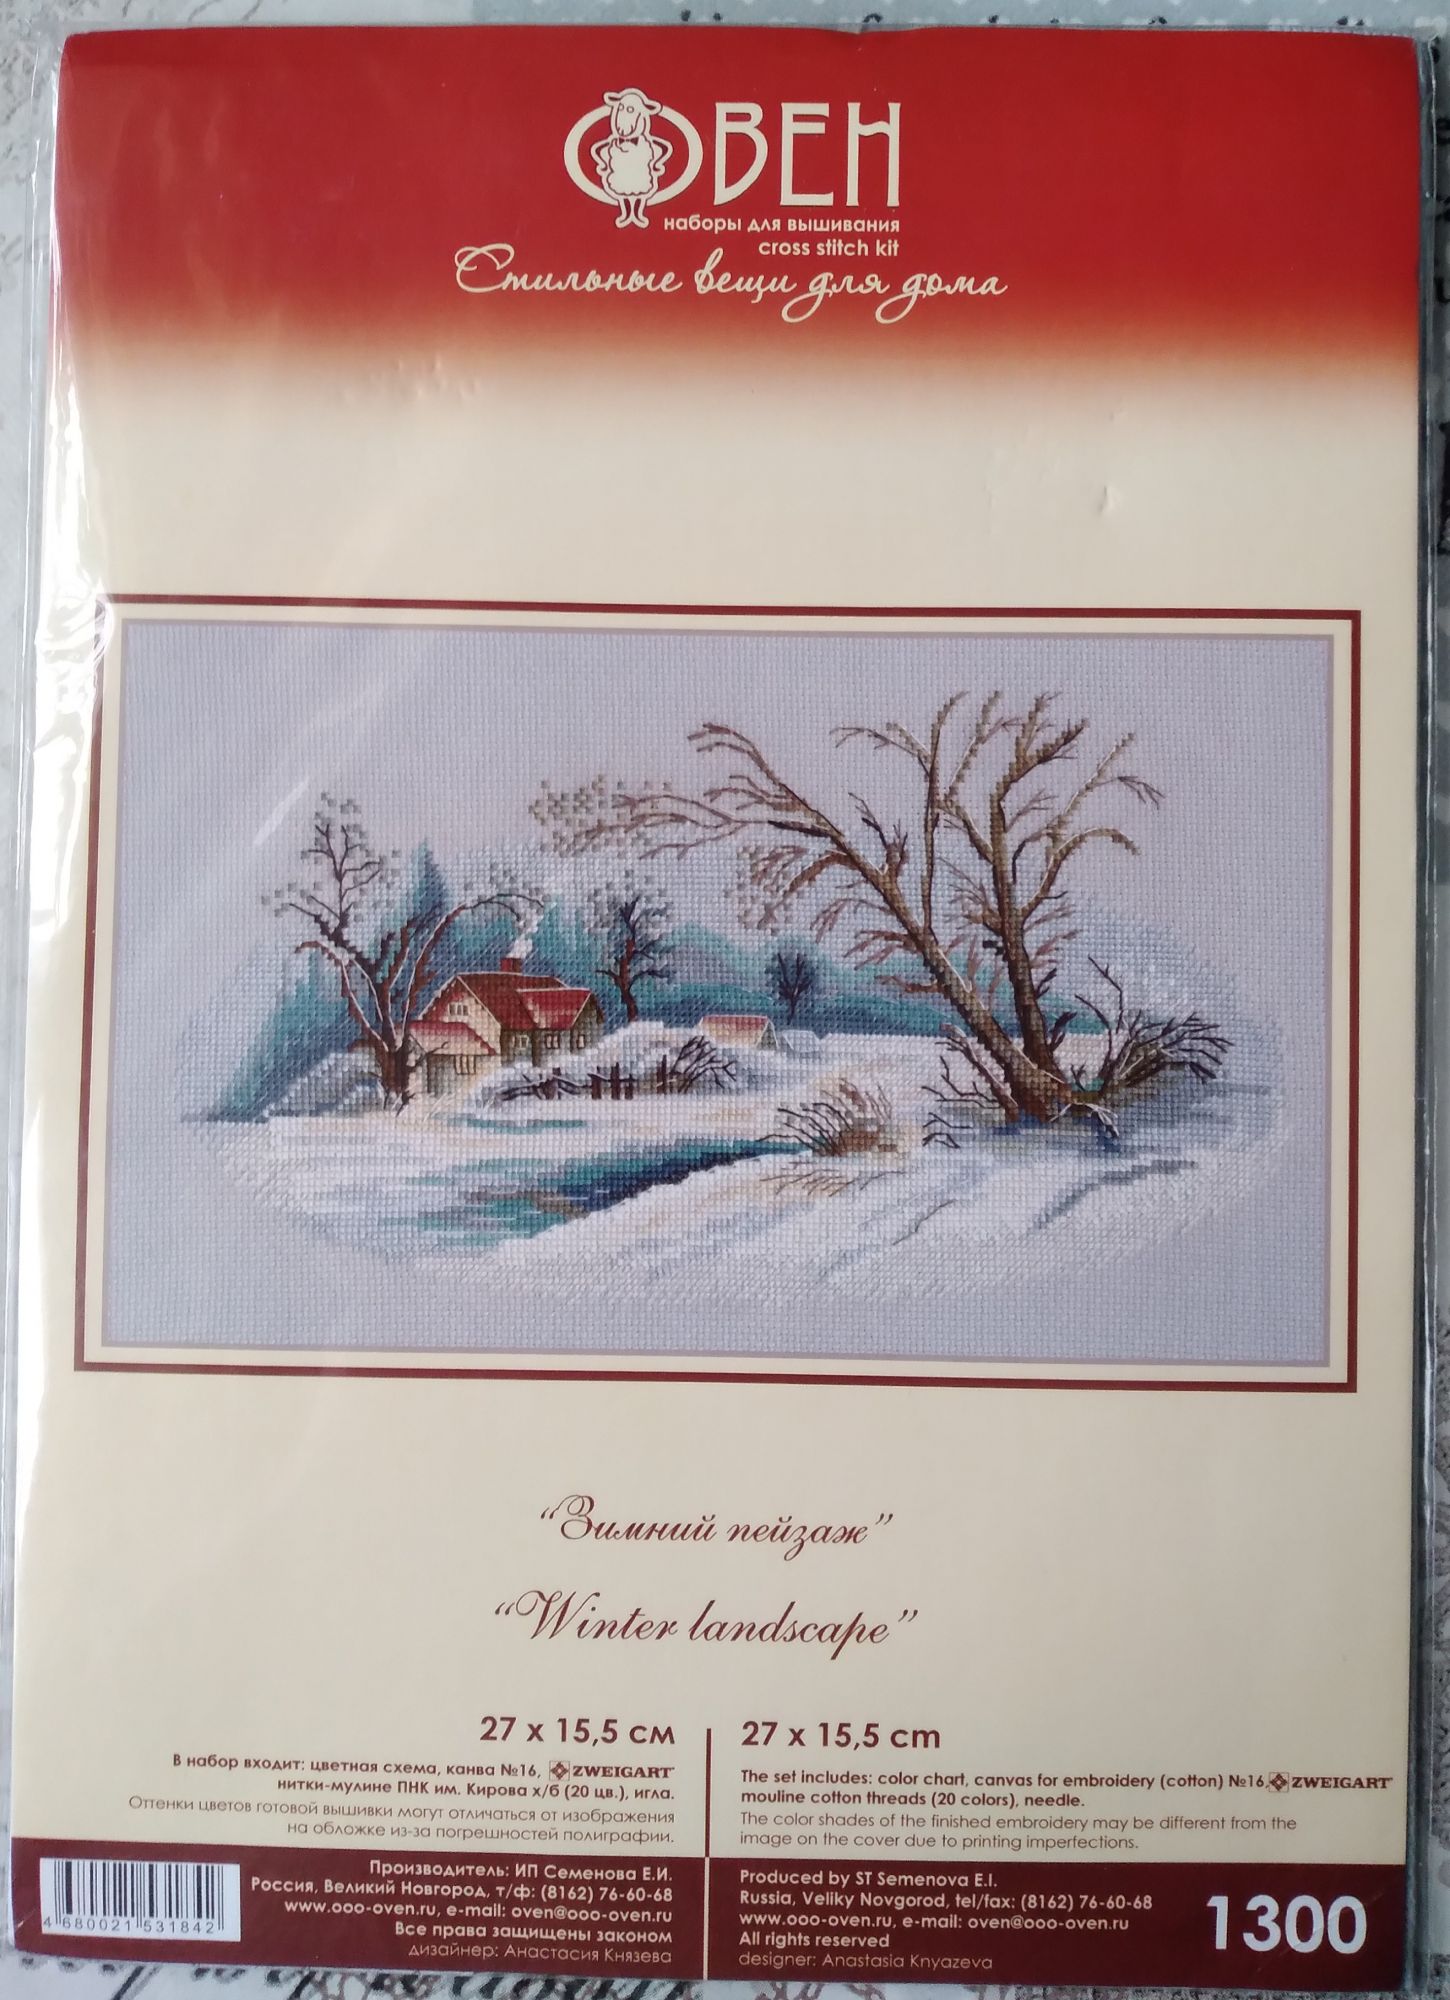 ОВЕН
наборы для вышивания
cross stitch kit
Стильные вещи для дома
“Зимний пейзаж”
“Winter landscape”
27 x 15,5 см
В набор входит: цветная схема, канва №16, ZWEIGART
нитки-мулине ПНК им. Кирова х/б (20 цв.), игла.
Оттенки цветов готовой вышивки могут отличаться от изображения
на обложке из-за погрешностей полиграфии.
27 x 15,5 cm
The set includes: color chart, canvas for embroidery (cotton) №16, ZWEIGART
mouline cotton threads (20 colors), needle.
The color shades of the finished embroidery may be different from the
image on the cover due to printing imperfections.
4 680021 531842
Производитель: ИП Семенова Е.И.
Россия, Великий Новгород, т/ф: (8162) 76-60-68
www.ooo-oven.ru, e-mail: oven@ooo-oven.ru
Все права защищены законом
дизайнер: Анастасия Князева
Produced by ST Semenova E.I.
Russia, Veliky Novgorod, tel/fax: (8162) 76-60-68
www.ooo-oven.ru, e-mail: oven@ooo-oven.ru
All rights reserved
designer: Anastasia Knyazeva
1300